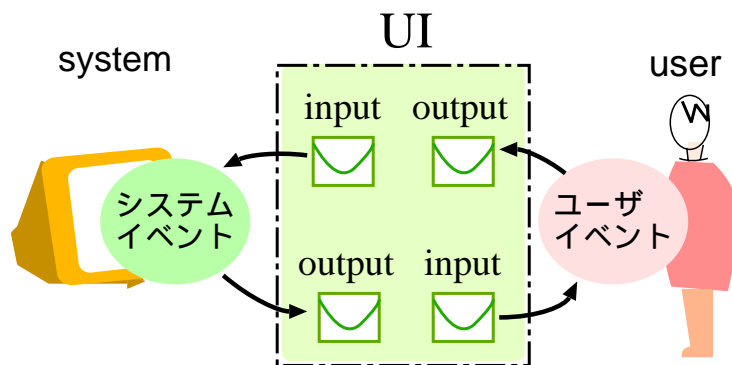 UI
system
user
input
output
システム
イベント
ユーザ
イベント
output
input